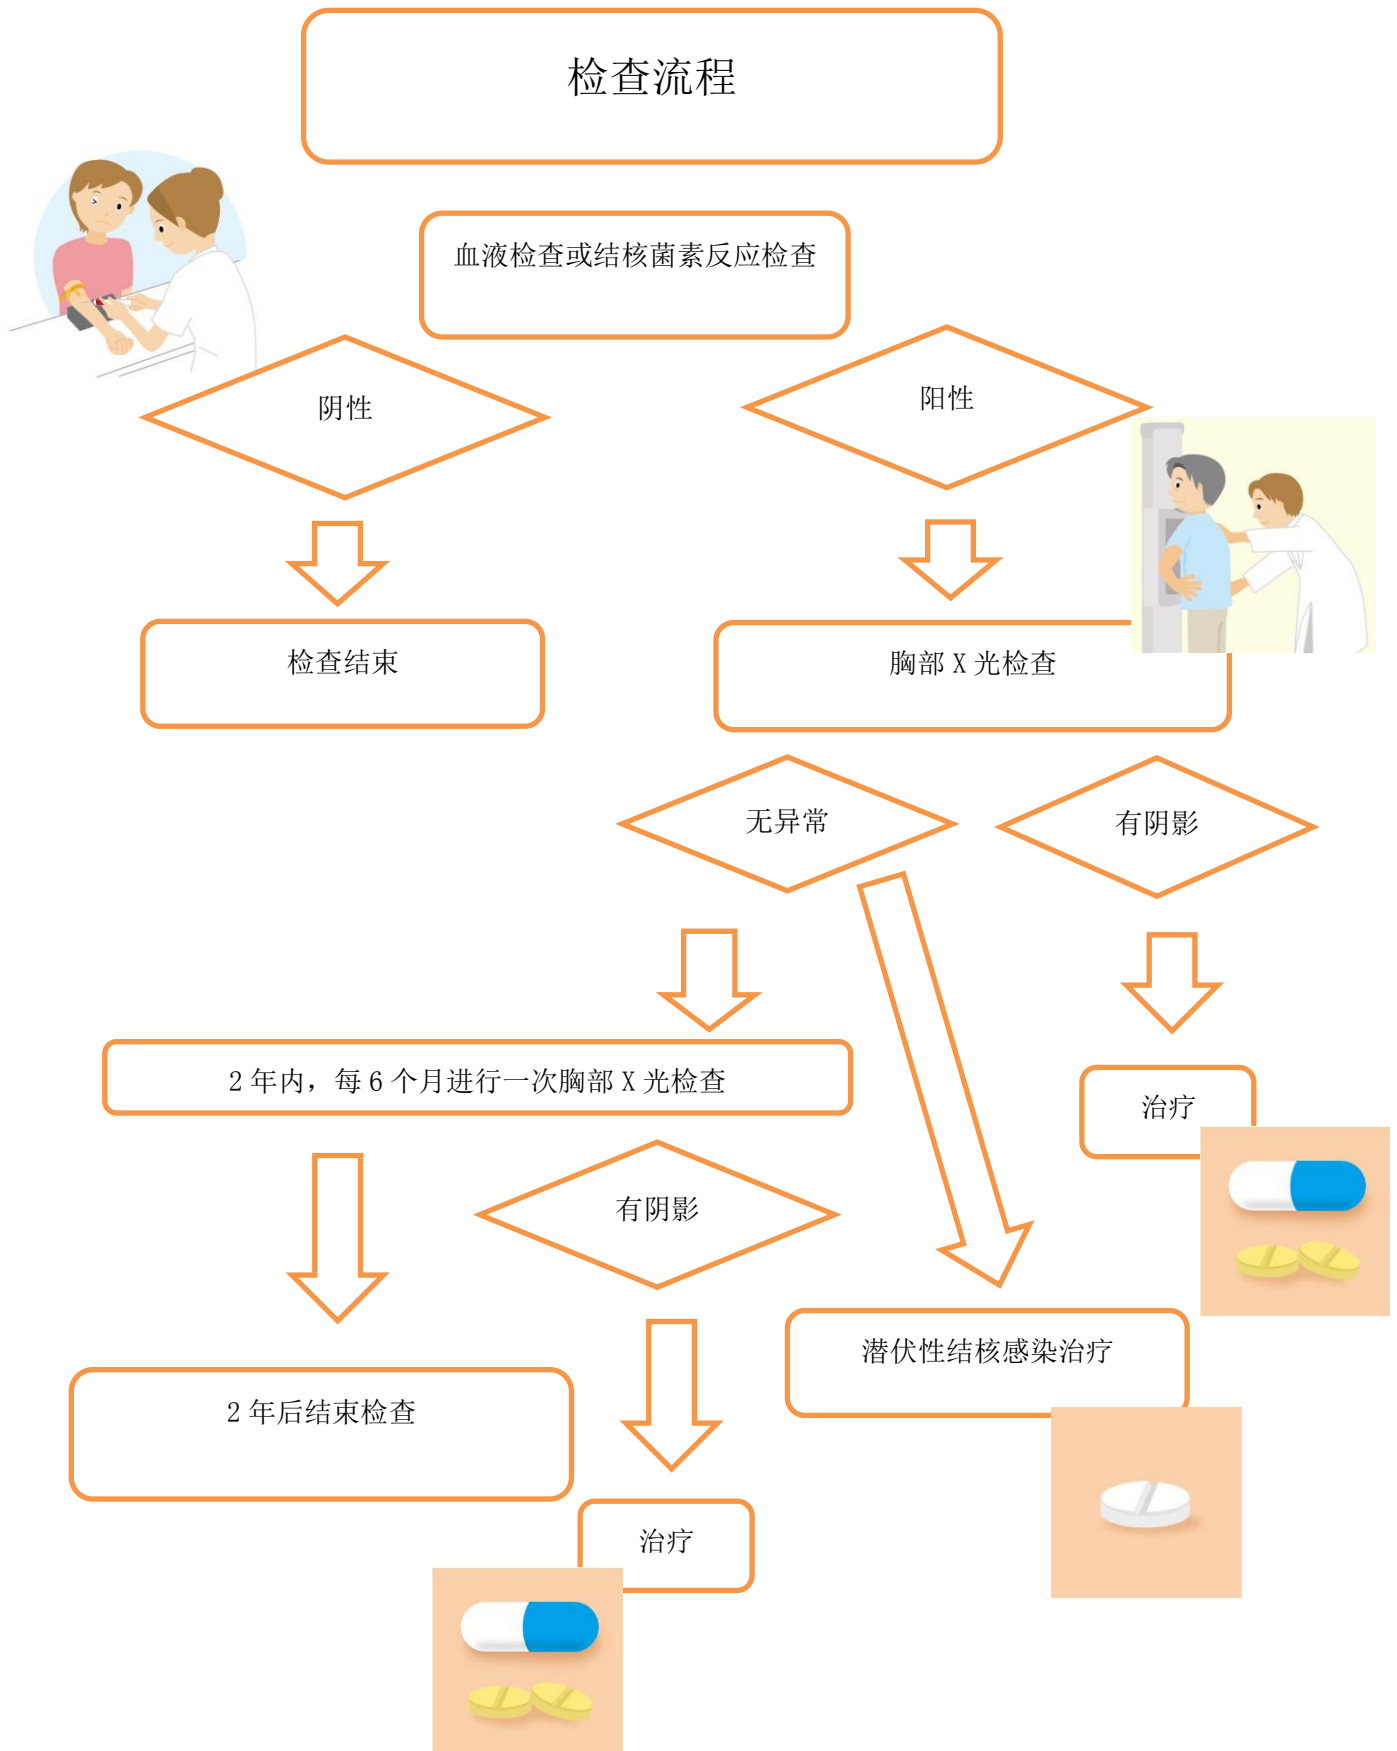 检查流程
血液检查或结核菌素反应检查
阴性
阳性
检查结束
胸部 X 光检查
无异常
有阴影
2 年内，每 6 个月进行一次胸部 X 光检查
治疗
有阴影
潜伏性结核感染治疗
2 年后结束检查
治疗